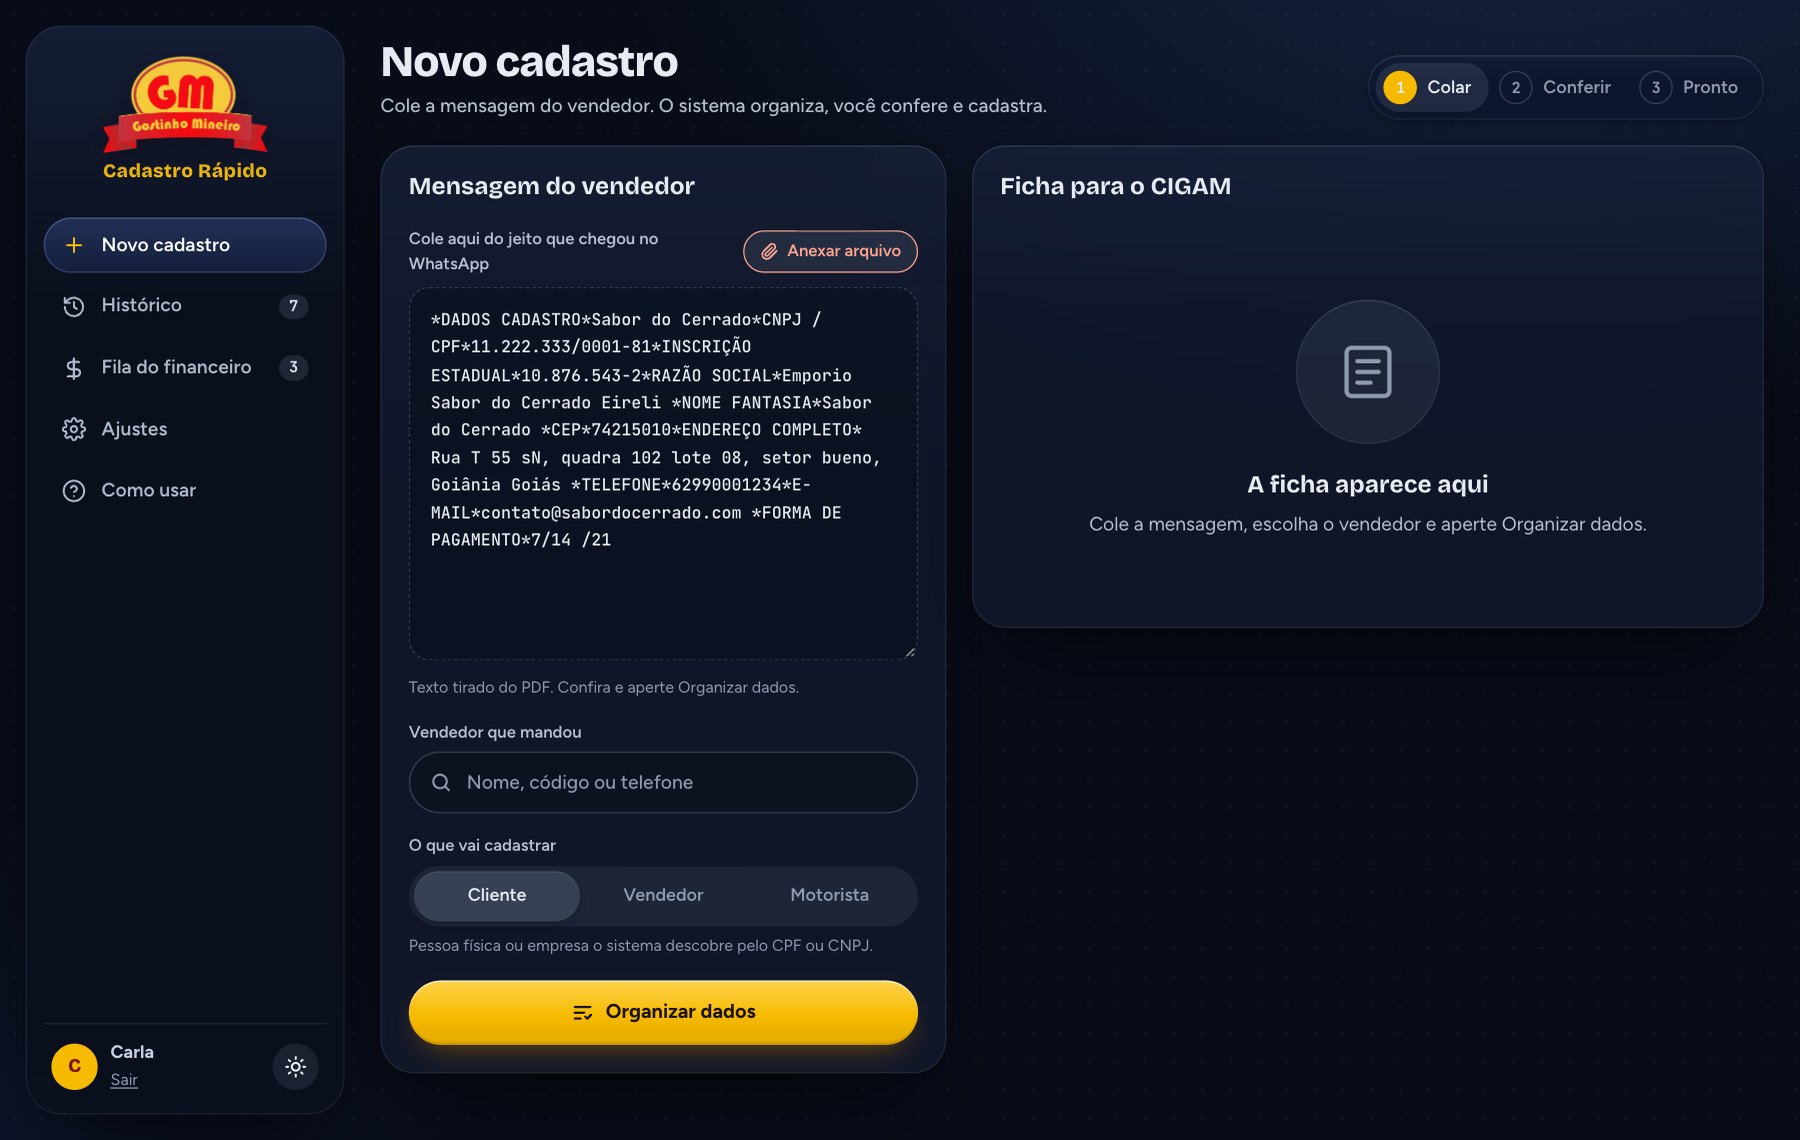 GM
Gostinho Mineiro
Cadastro Rápido
Novo cadastro
Histórico 7
Fila do financeiro 3
Ajustes
Como usar
C Carla
Sair
Novo cadastro
Cole a mensagem do vendedor. O sistema organiza, você confere e cadastra.
1 Colar 2 Conferir 3 Pronto
Mensagem do vendedor
Cole aqui do jeito que chegou no
WhatsApp
Anexar arquivo
*DADOS CADASTRO*Sabor do Cerrado*CNPJ /
CPF*11.222.333/0001-81*INSCRIÇÃO
ESTADUAL*10.876.543-2*RAZÃO SOCIAL*Emporio
Sabor do Cerrado Eireli *NOME FANTASIA*Sabor
do Cerrado *CEP*74215010*ENDEREÇO COMPLETO*
Rua T 55 sN, quadra 102 lote 08, setor bueno,
Goiânia Goiás *TELEFONE*62990001234*E-
MAIL*contato@sabordocerrado.com *FORMA DE
PAGAMENTO*7/14 /21
Texto tirado do PDF. Confira e aperte Organizar dados.
Vendedor que mandou
Nome, código ou telefone
O que vai cadastrar
Cliente Vendedor Motorista
Pessoa física ou empresa o sistema descobre pelo CPF ou CNPJ.
Organizar dados
Ficha para o CIGAM
A ficha aparece aqui
Cole a mensagem, escolha o vendedor e aperte Organizar dados.